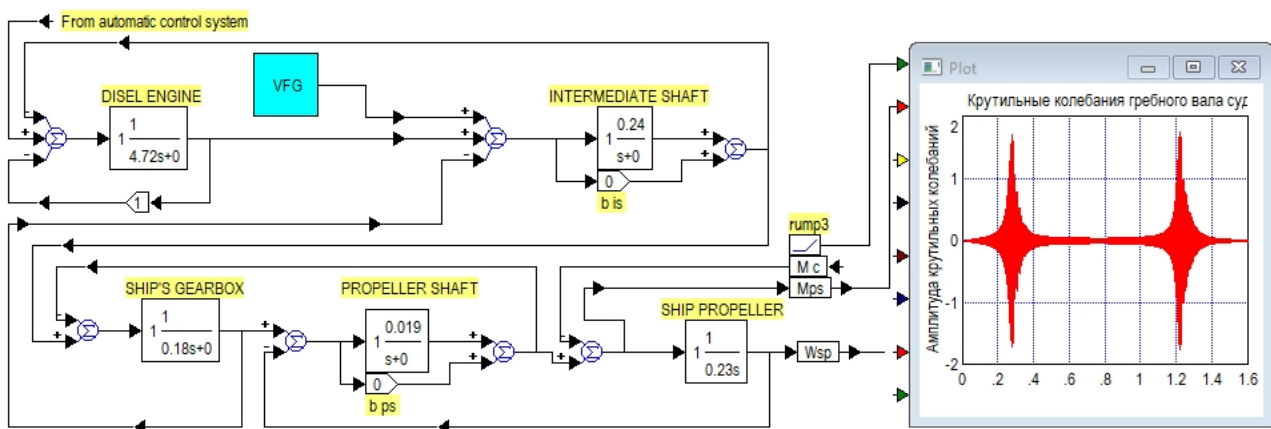 From automatic control system
VFG
DISEL ENGINE
1
1
4.72s+0
INTERMEDIATE SHAFT
0.24
1
s+0
0
b is
1
SHIP'S GEARBOX
1
1
0.18s+0
PROPELLER SHAFT
0.019
1
s+0
0
b ps
rump3
M c
Mps
SHIP PROPELLER
1
1
0.23s
Wsp
Plot
Крутильные колебания гребного вала суд
Амплитуда крутильных колебаний
2
1
0
-1
-2
0 .2 .4 .6 .8 1 1.2 1.4 1.6